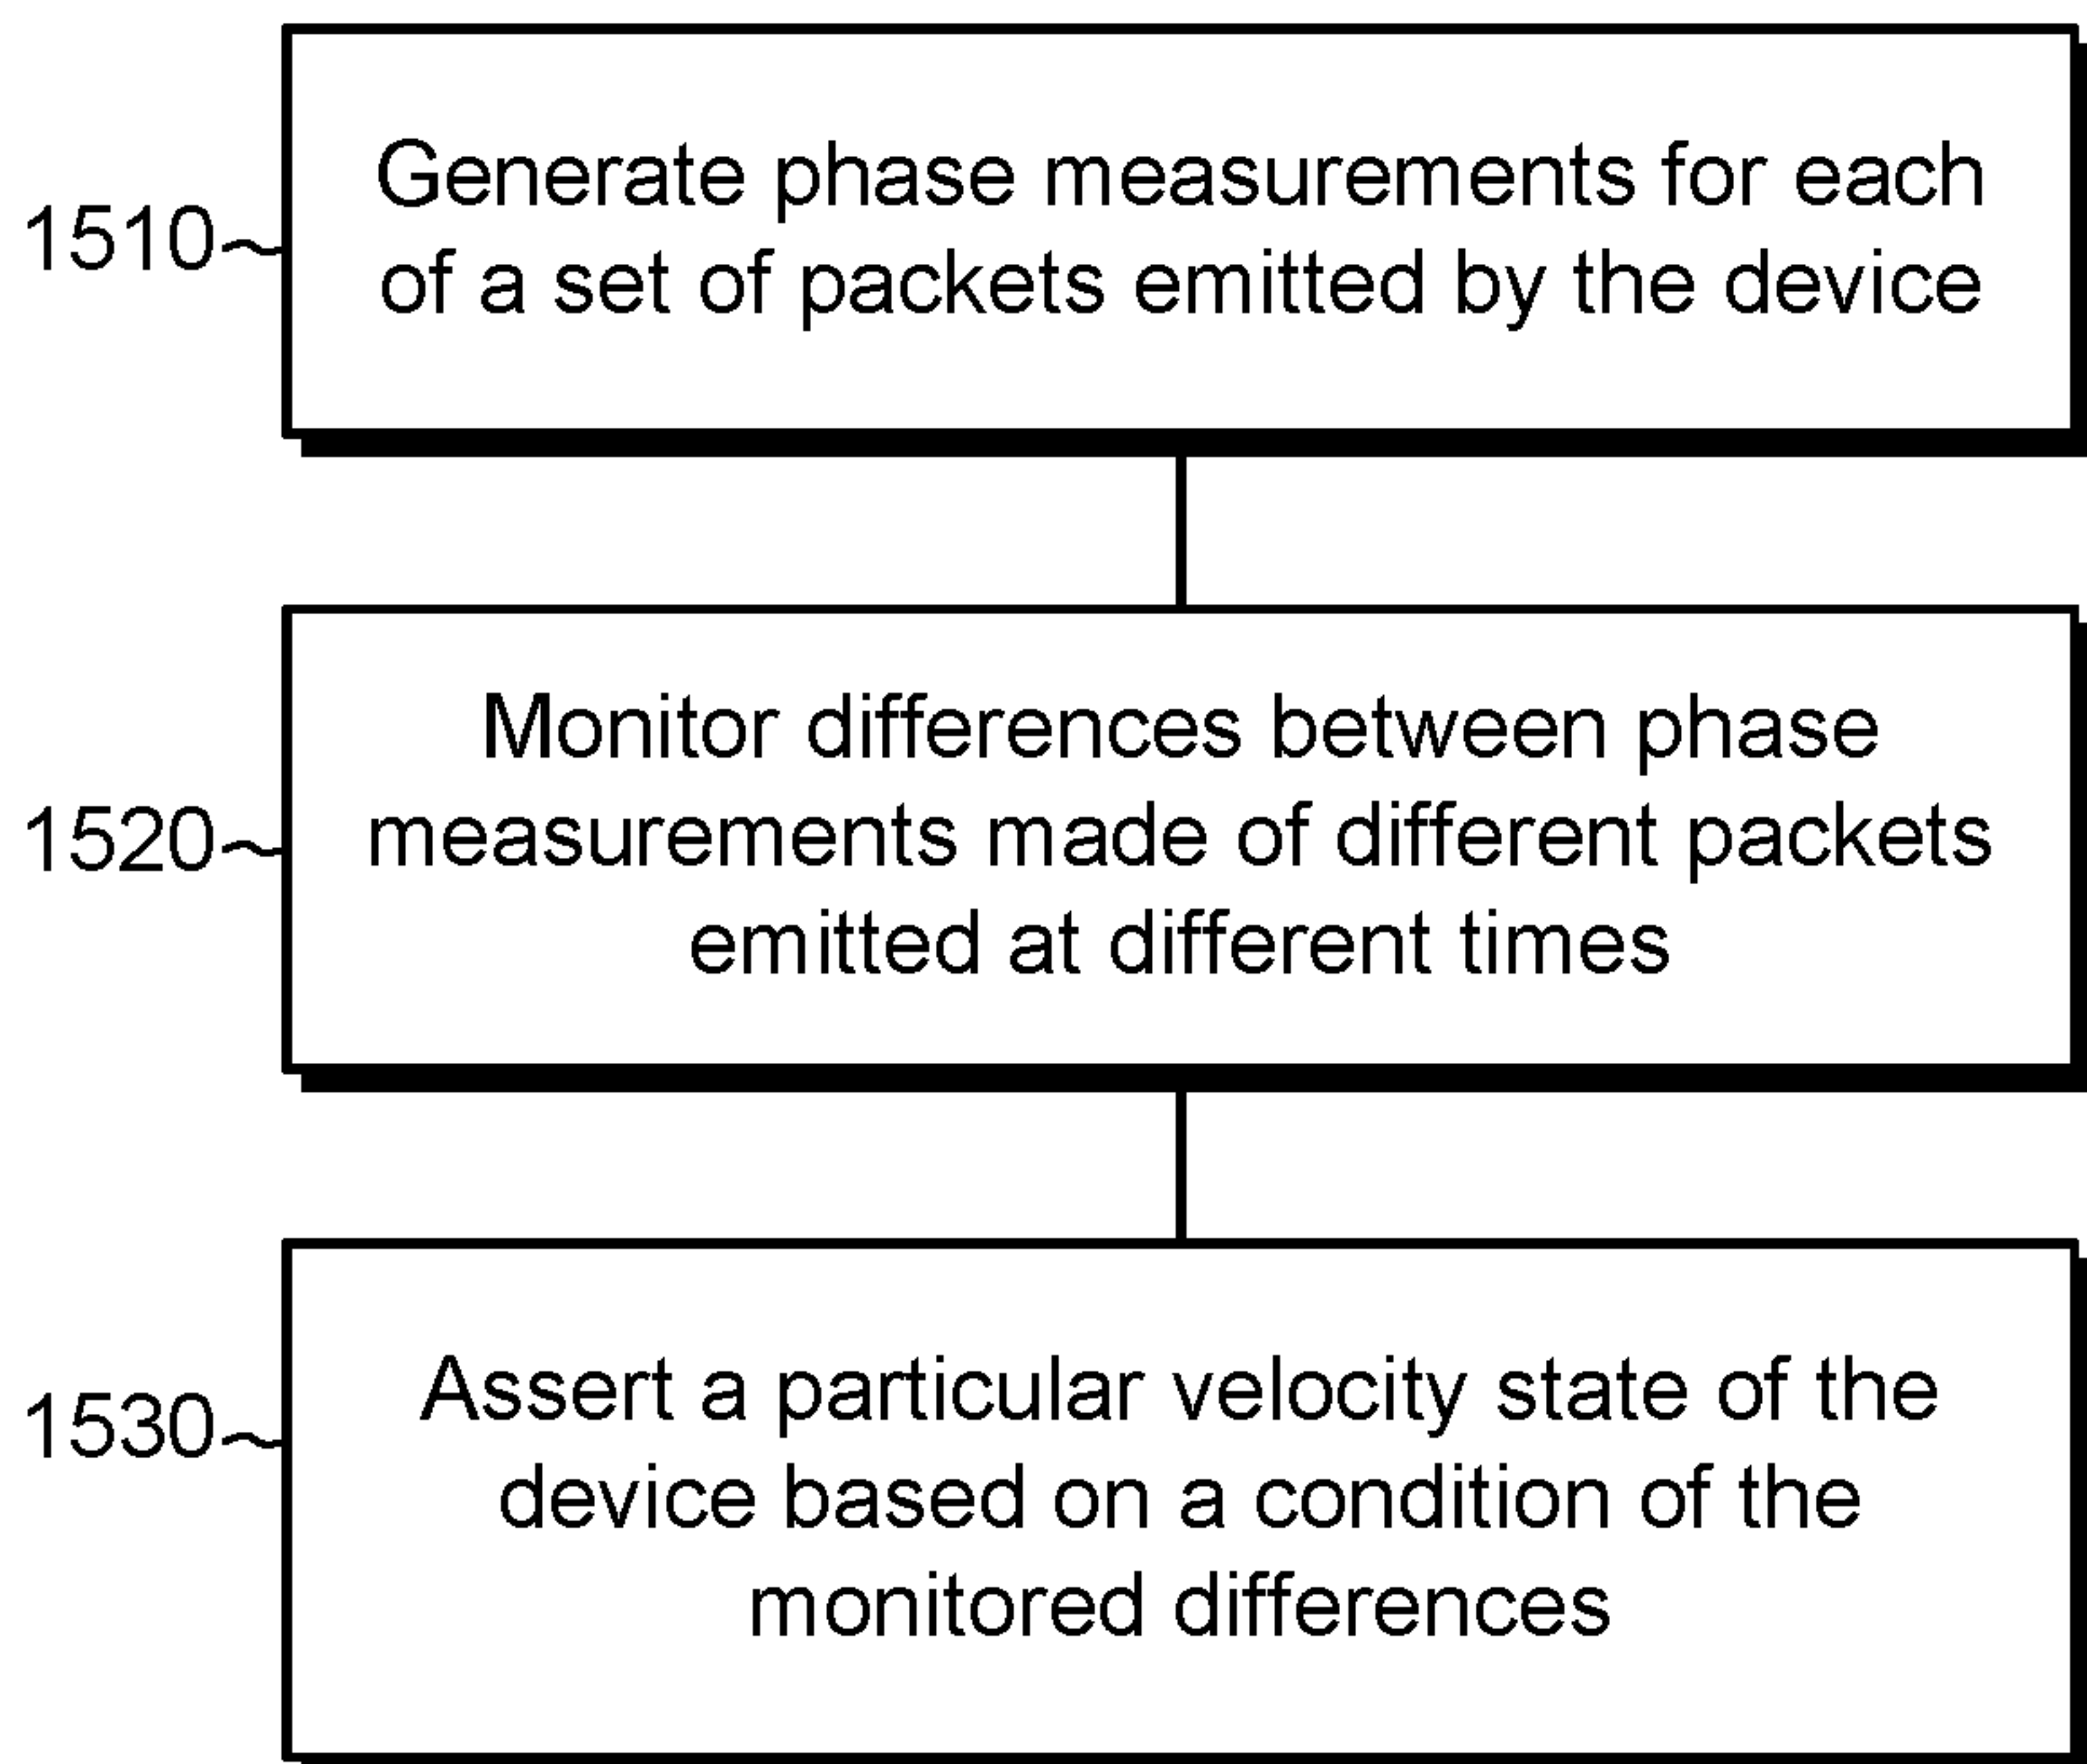 1510
Generate phase measurements for each
of a set of packets emitted by the device
1520
Monitor differences between phase
measurements made of different packets
emitted at different times
1530
Assert a particular velocity state of the
device based on a condition of the
monitored differences